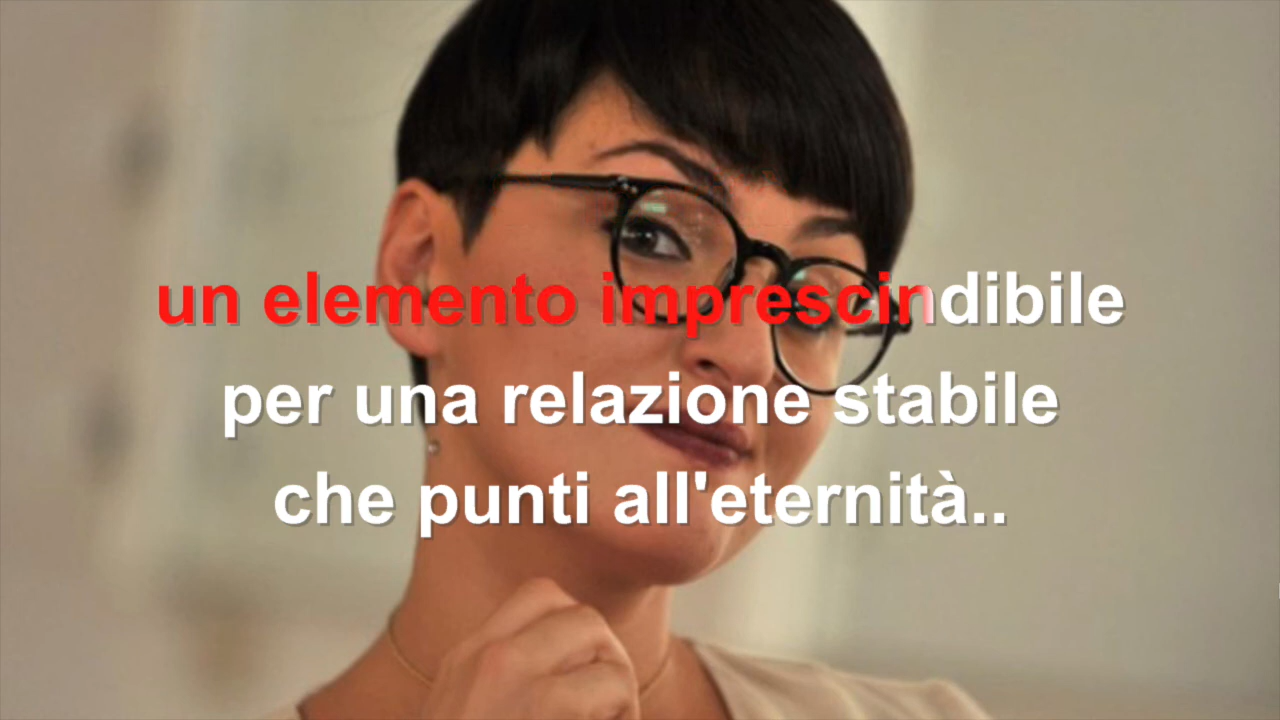 un elemento imprescindibile
per una relazione stabile
che punti all'eternità..